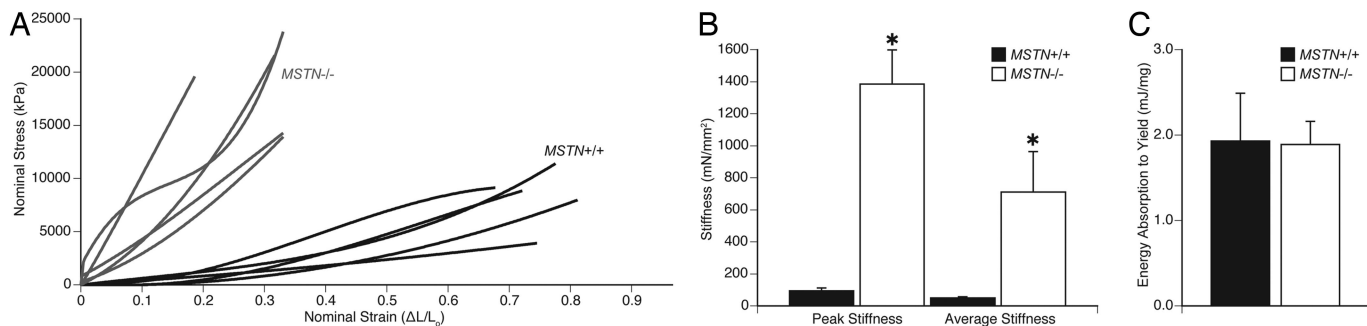 A
Nominal Stress (kPa)
25000
20000
15000
10000
5000
0
0 0.1 0.2 0.3 0.4 0.5 0.6 0.7 0.8 0.9
Nominal Strain (ΔL/Lo)
MSTN-/-
MSTN+/+
B
Stiffness (mN/mm²)
1600
1400
1200
1000
800
600
400
200
0
*
*
MSTN+/+
MSTN-/-
Peak Stiffness Average Stiffness
C
Energy Absorption to Yield (mJ/mg)
3.0
2.0
1.0
0.0
MSTN+/+
MSTN-/-